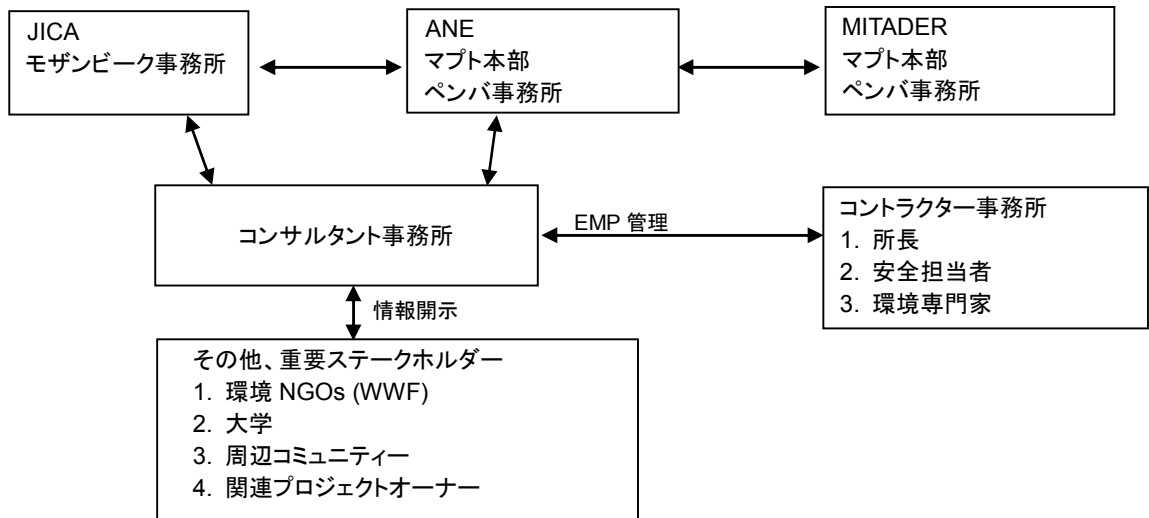 JICA
モザンビーク事務所
ANE
マプト本部
ペンバ事務所
MITADER
マプト本部
ペンバ事務所
コンサルタント事務所
EMP 管理
コントラクター事務所
1. 所長
2. 安全担当者
3. 環境専門家
情報開示
その他、重要ステークホルダー
1. 環境 NGOs (WWF)
2. 大学
3. 周辺コミュニティー
4. 関連プロジェクトオーナー